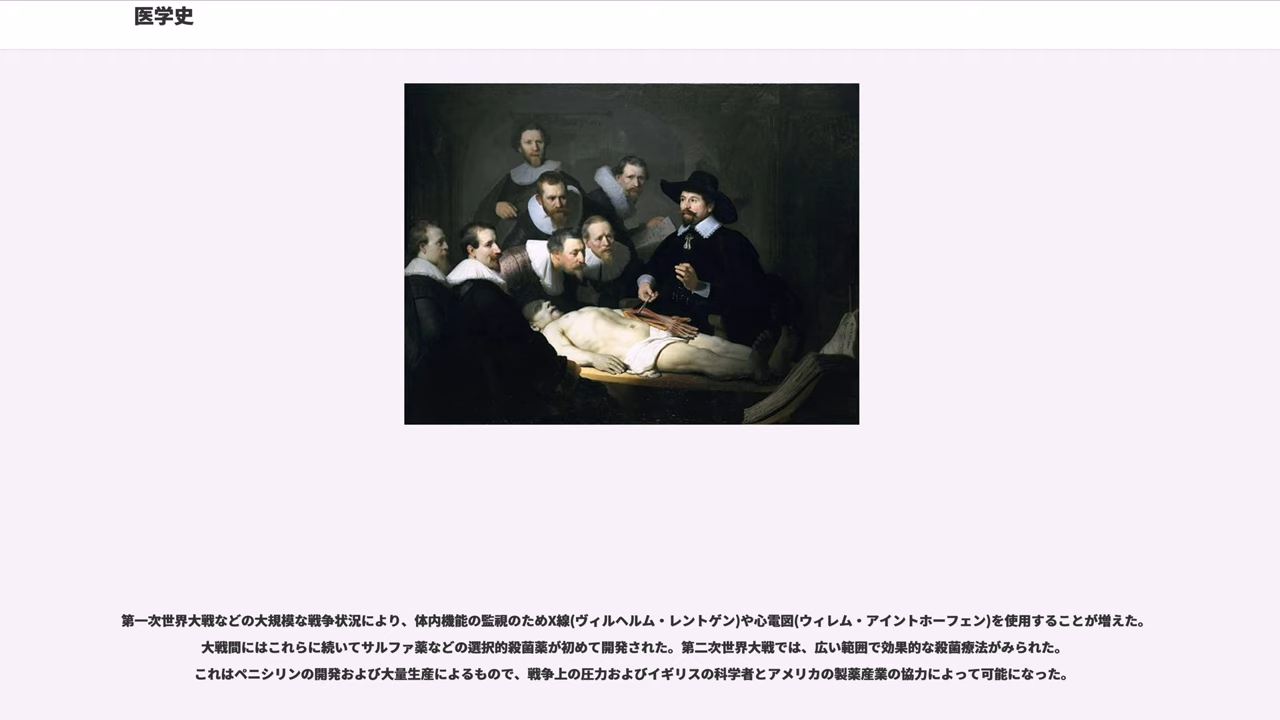 医学史
第一次世界大戦などの大規模な戦争状況により、体内機能の監視のためX線(ヴィルヘルム・レントゲン)や心電図(ウィレム・アイントホーフェン)を使用することが増えた。
大戦間にはこれらに続いてサルファ薬などの選択的殺菌薬が初めて開発された。第二次世界大戦では、広い範囲で効果的な殺菌療法がみられた。
これはペニシリンの開発および大量生産によるもので、戦争上の圧力およびイギリスの科学者とアメリカの製薬産業の協力によって可能になった。